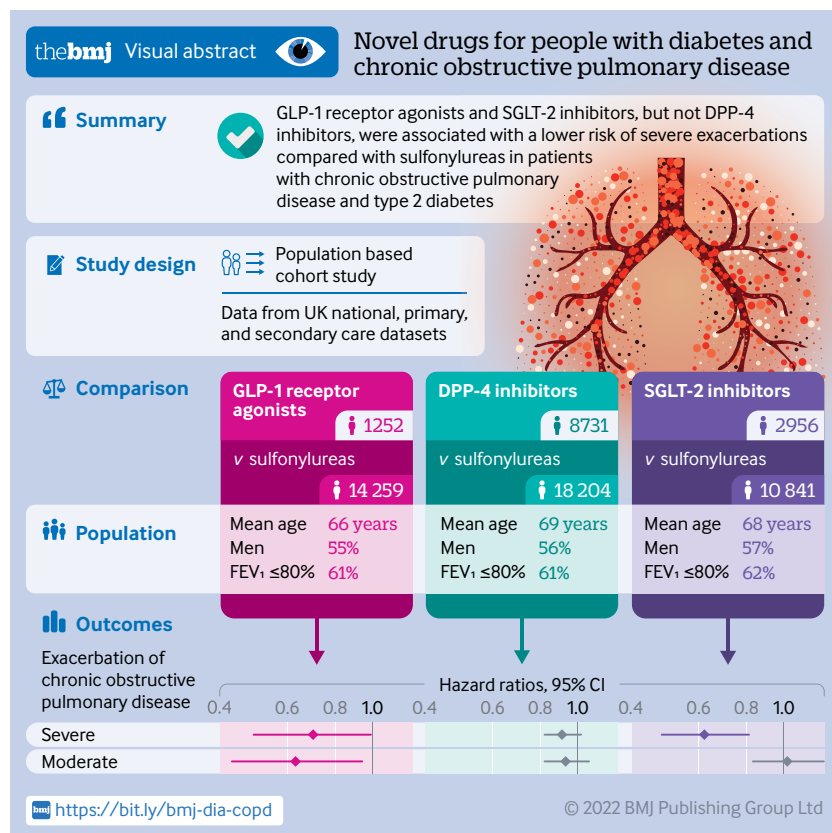 thebmj Visual abstract
Novel drugs for people with diabetes and
chronic obstructive pulmonary disease
Summary
GLP-1 receptor agonists and SGLT-2 inhibitors, but not DPP-4
inhibitors, were associated with a lower risk of severe exacerbations
compared with sulfonylureas in patients
with chronic obstructive pulmonary
disease and type 2 diabetes
Study design
Population based
cohort study
Data from UK national, primary,
and secondary care datasets
Comparison
GLP-1 receptor
agonists
1252
v sulfonylureas
14 259
DPP-4 inhibitors
8731
v sulfonylureas
18 204
SGLT-2 inhibitors
2956
v sulfonylureas
10 841
Population
Mean age 66 years
Men 55%
FEV₁ ≤80% 61%
Mean age 69 years
Men 56%
FEV₁ ≤80% 61%
Mean age 68 years
Men 57%
FEV₁ ≤80% 62%
Outcomes
Exacerbation of
chronic obstructive
pulmonary disease
Hazard ratios, 95% CI
0.4 0.6 0.8 1.0 0.4 0.6 0.8 1.0 0.4 0.6 0.8 1.0
Severe
Moderate
bmj https://bit.ly/bmj-dia-copd
© 2022 BMJ Publishing Group Ltd